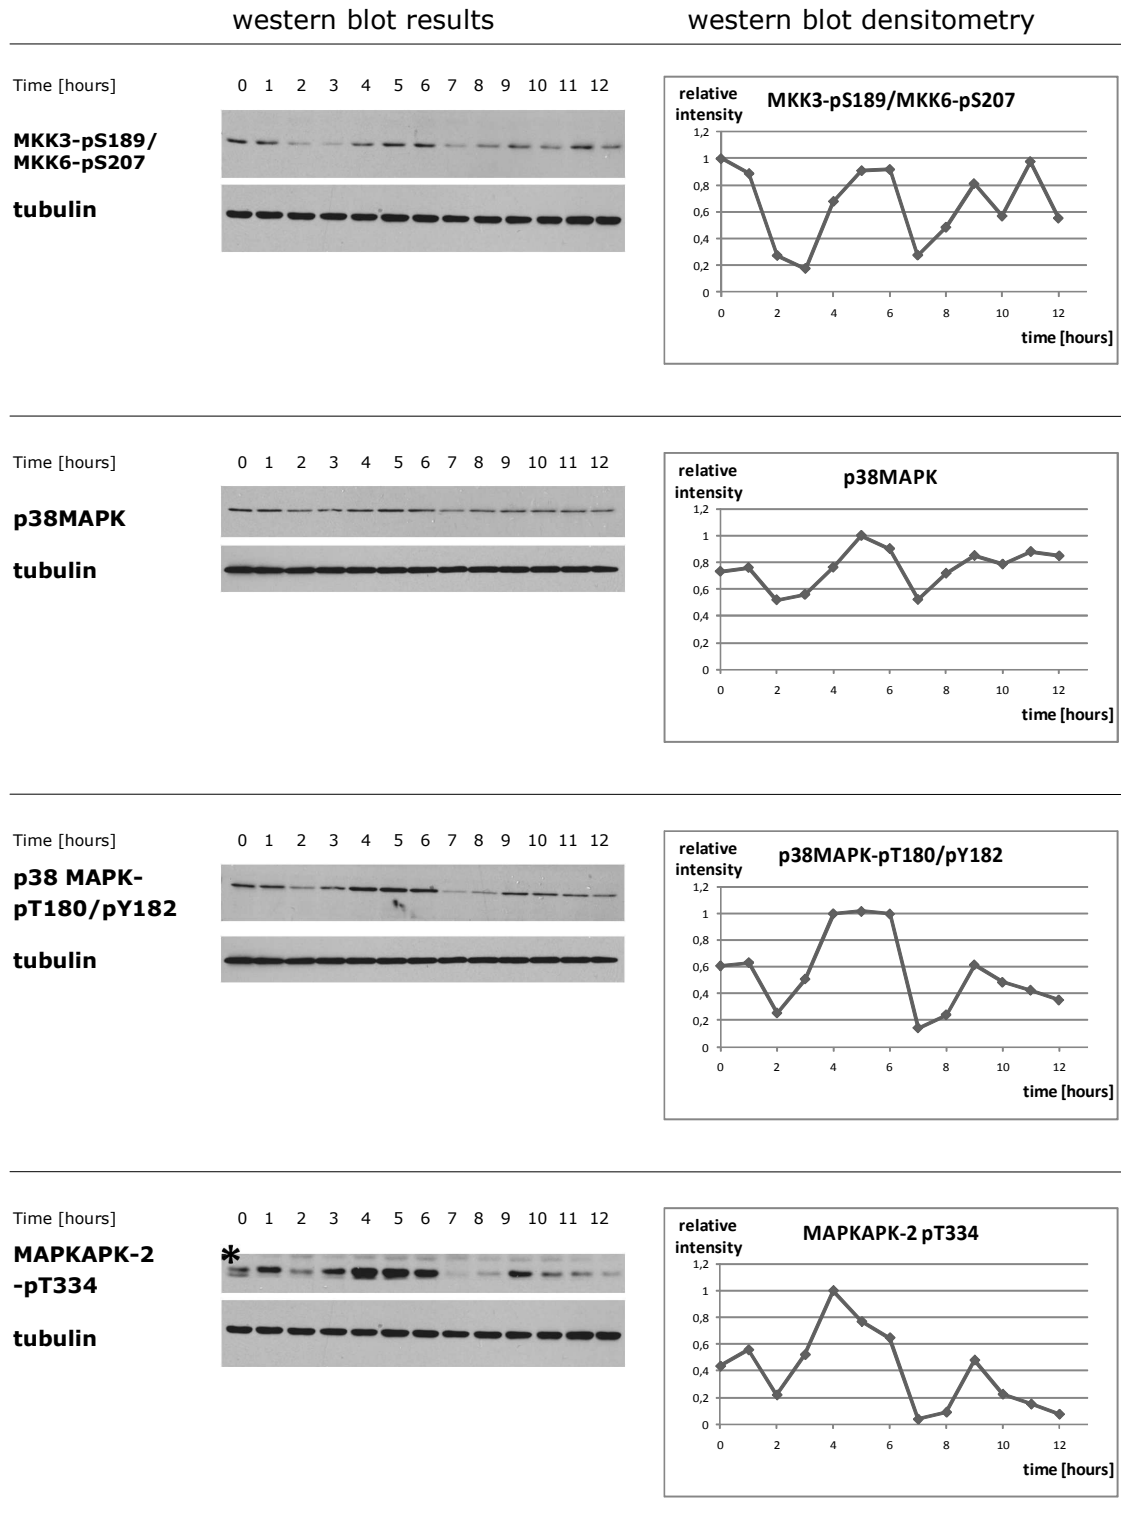 western blot results western blot densitometry
Time [hours] 0 1 2 3 4 5 6 7 8 9 10 11 12
MKK3-pS189/
MKK6-pS207
tubulin
relative
intensity
MKK3-pS189/MKK6-pS207
1,2
1
0,8
0,6
0,4
0,2
0
0 2 4 6 8 10 12
time [hours]
Time [hours] 0 1 2 3 4 5 6 7 8 9 10 11 12
p38MAPK
tubulin
relative
intensity
p38MAPK
1,2
1
0,8
0,6
0,4
0,2
0
0 2 4 6 8 10 12
time [hours]
Time [hours] 0 1 2 3 4 5 6 7 8 9 10 11 12
p38 MAPK-
pT180/pY182
tubulin
relative
intensity
p38MAPK-pT180/pY182
1,2
1
0,8
0,6
0,4
0,2
0
0 2 4 6 8 10 12
time [hours]
Time [hours] 0 1 2 3 4 5 6 7 8 9 10 11 12
MAPKAPK-2
-pT334
*
tubulin
relative
intensity
MAPKAPK-2 pT334
1,2
1
0,8
0,6
0,4
0,2
0
0 2 4 6 8 10 12
time [hours]